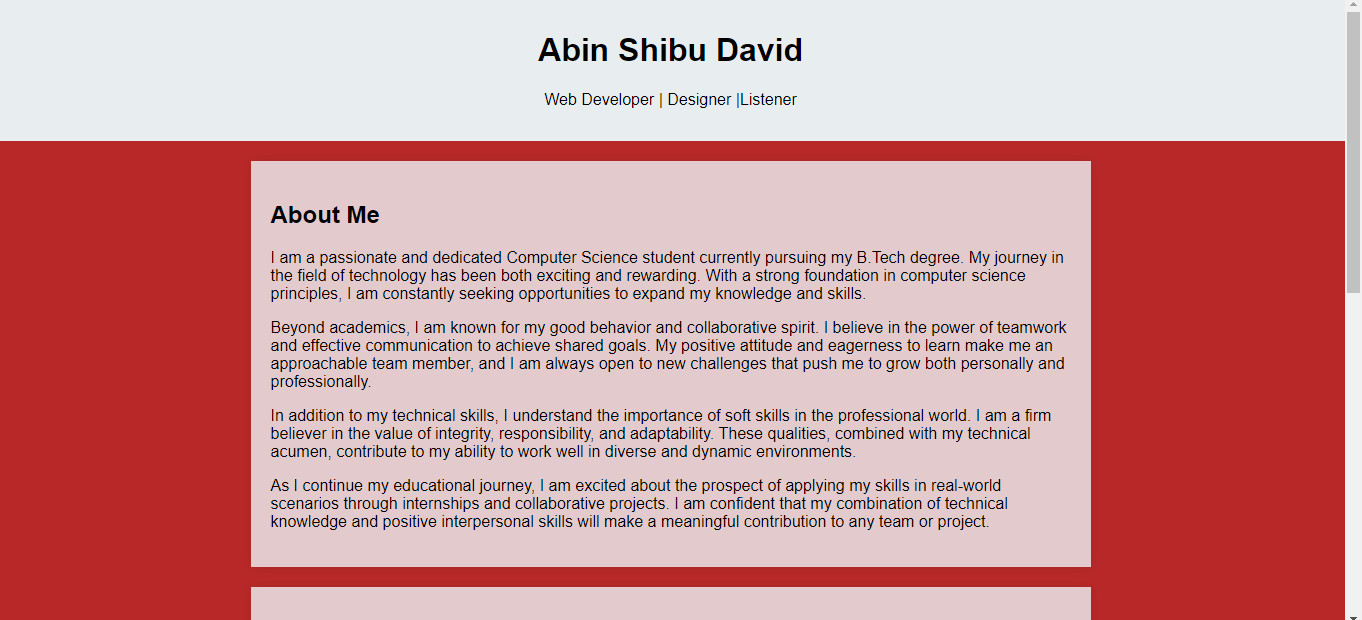 Abin Shibu David
Web Developer | Designer |Listener
About Me
I am a passionate and dedicated Computer Science student currently pursuing my B.Tech degree. My journey in
the field of technology has been both exciting and rewarding. With a strong foundation in computer science
principles, I am constantly seeking opportunities to expand my knowledge and skills.
Beyond academics, I am known for my good behavior and collaborative spirit. I believe in the power of teamwork
and effective communication to achieve shared goals. My positive attitude and eagerness to learn make me an
approachable team member, and I am always open to new challenges that push me to grow both personally and
professionally.
In addition to my technical skills, I understand the importance of soft skills in the professional world. I am a firm
believer in the value of integrity, responsibility, and adaptability. These qualities, combined with my technical
acumen, contribute to my ability to work well in diverse and dynamic environments.
As I continue my educational journey, I am excited about the prospect of applying my skills in real-world
scenarios through internships and collaborative projects. I am confident that my combination of technical
knowledge and positive interpersonal skills will make a meaningful contribution to any team or project.